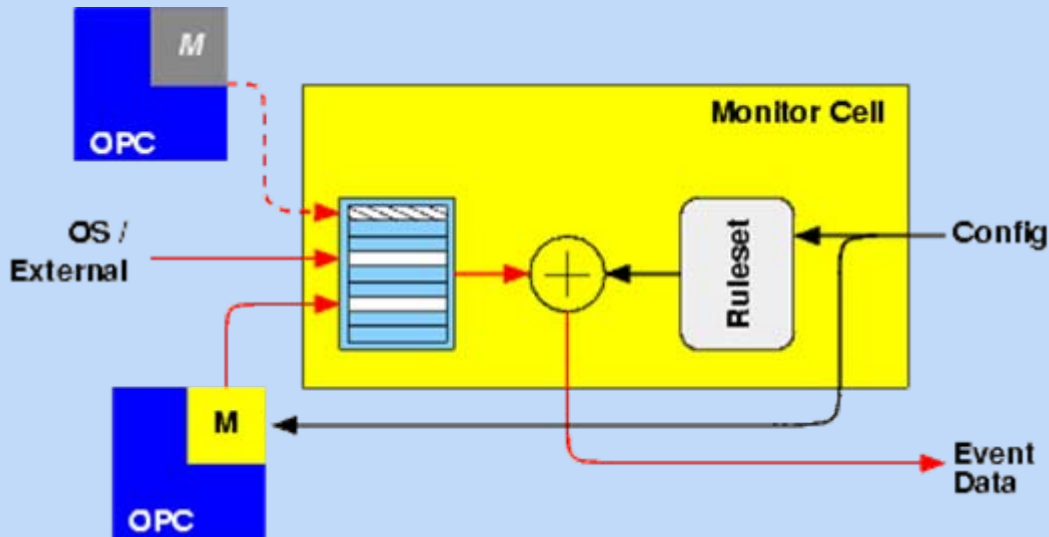 M
OPC
Monitor Cell
OS /
External
Ruleset
Config
M
OPC
Event
Data